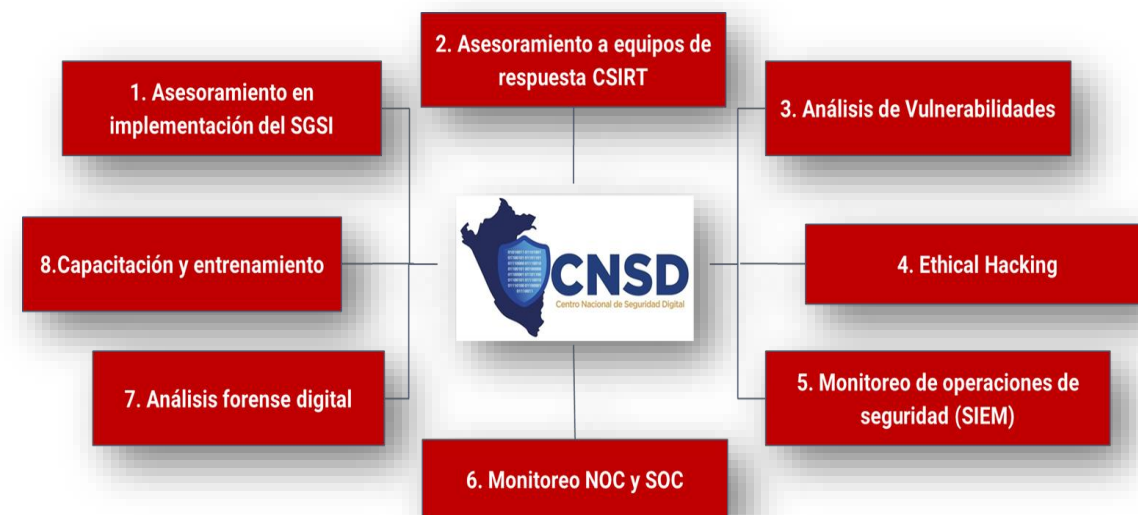 1. Asesoramiento en
implementación del SGSI
2. Asesoramiento a equipos de
respuesta CSIRT
3. Análisis de Vulnerabilidades
4. Ethical Hacking
5. Monitoreo de operaciones de
seguridad (SIEM)
6. Monitoreo NOC y SOC
7. Análisis forense digital
8.Capacitación y entrenamiento
CNSD
Centro Nacional de Seguridad Digital